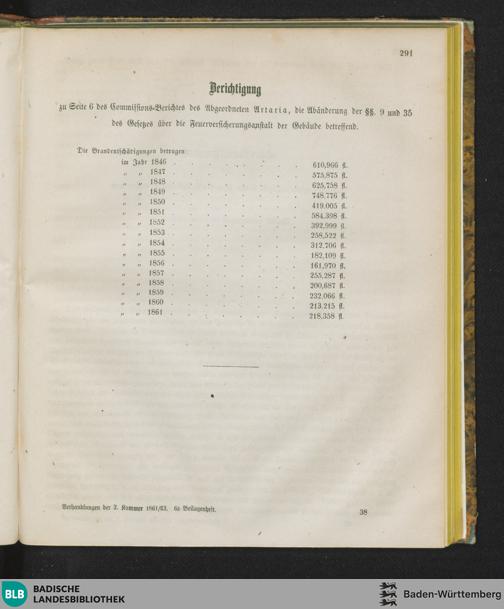 291
Berichtigung
zu Seite 6 des Commissions-Berichtes des Abgeordneten Artaria, die Abänderung der §§. 9 und 35
des Gesetzes über die Feuerversicherungsanstalt der Gebäude betreffend.
Die Brandentschädigungen betrugen:
im Jahr 1846 . . . . . . . . 610,966 fl.
„ „ 1847 . . . . . . . . 575,875 fl.
„ „ 1848 . . . . . . . . 625,758 fl.
„ „ 1849 . . . . . . . . 748,776 fl.
„ „ 1850 . . . . . . . . 419,005 fl.
„ „ 1851 . . . . . . . . 584,398 fl.
„ „ 1852 . . . . . . . . 392,999 fl.
„ „ 1853 . . . . . . . . 258,522 fl.
„ „ 1854 . . . . . . . . 312,706 fl.
„ „ 1855 . . . . . . . . 182,109 fl.
„ „ 1856 . . . . . . . . 161,970 fl.
„ „ 1857 . . . . . . . . 255,287 fl.
„ „ 1858 . . . . . . . . 200,687 fl.
„ „ 1859 . . . . . . . . 232,066 fl.
„ „ 1860 . . . . . . . . 213,215 fl.
„ „ 1861 . . . . . . . . 218,358 fl.
Verhandlungen der 2. Kammer 1861/63. 6s Beilagenheft. 38
BLB BADISCHE
LANDESBIBLIOTHEK
Baden-Württemberg